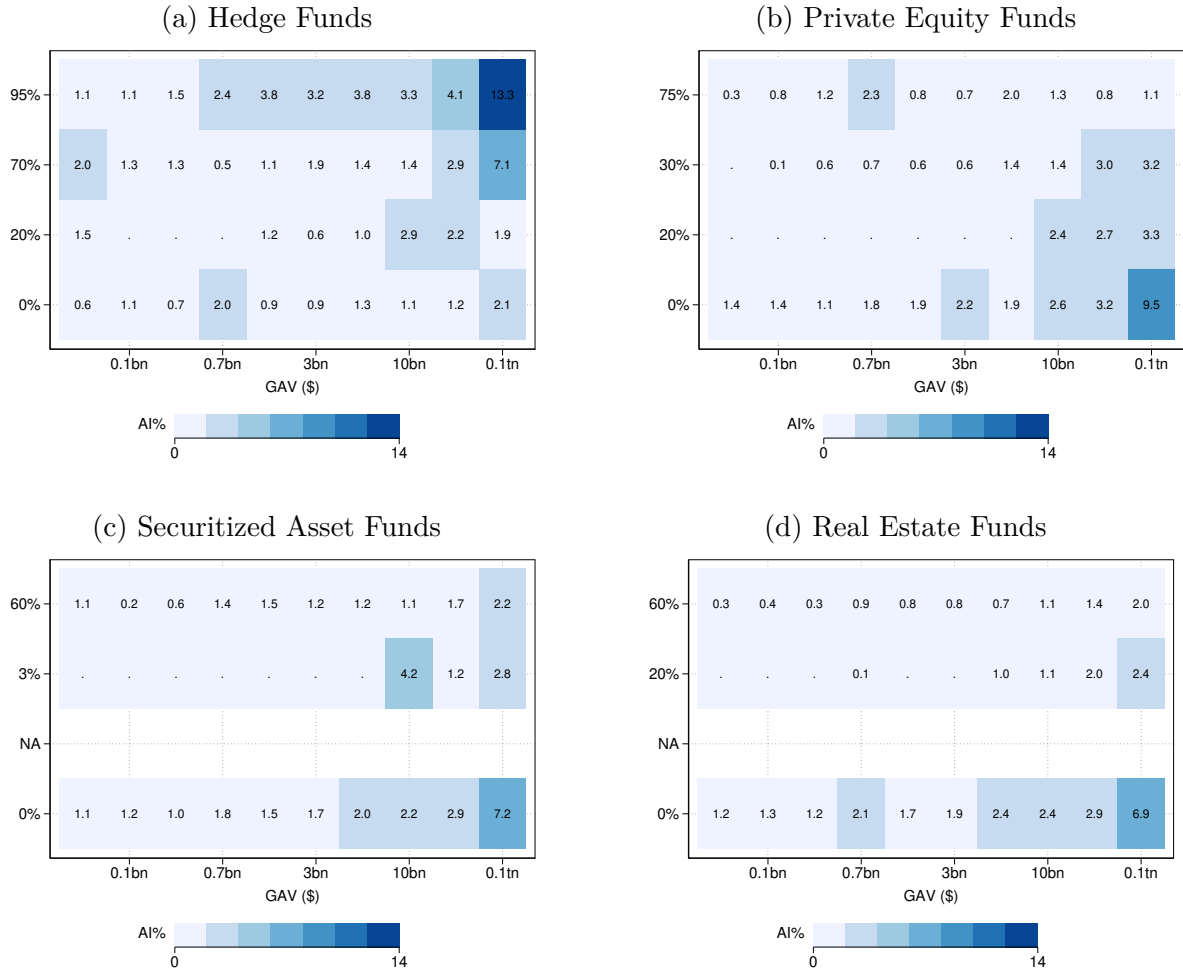 (a) Hedge Funds
95% 1.1 1.1 1.5 2.4 3.8 3.2 3.8 3.3 4.1 13.3
70% 2.0 1.3 1.3 0.5 1.1 1.9 1.4 1.4 2.9 7.1
20% 1.5 . . . 1.2 0.6 1.0 2.9 2.2 1.9
0% 0.6 1.1 0.7 2.0 0.9 0.9 1.3 1.1 1.2 2.1
0.1bn 0.7bn 3bn 10bn 0.1tn
GAV ($)
AI%
0 14
(b) Private Equity Funds
75% 0.3 0.8 1.2 2.3 0.8 0.7 2.0 1.3 0.8 1.1
30% . 0.1 0.6 0.7 0.6 0.6 1.4 1.4 3.0 3.2
20% . . . . . . . 2.4 2.7 3.3
0% 1.4 1.4 1.1 1.8 1.9 2.2 1.9 2.6 3.2 9.5
0.1bn 0.7bn 3bn 10bn 0.1tn
GAV ($)
AI%
0 14
(c) Securitized Asset Funds
60% 1.1 0.2 0.6 1.4 1.5 1.2 1.2 1.1 1.7 2.2
3% . . . . . . . 4.2 1.2 2.8
NA
0% 1.1 1.2 1.0 1.8 1.5 1.7 2.0 2.2 2.9 7.2
0.1bn 0.7bn 3bn 10bn 0.1tn
GAV ($)
AI%
0 14
(d) Real Estate Funds
60% 0.3 0.4 0.3 0.9 0.8 0.8 0.7 1.1 1.4 2.0
20% . . . 0.1 . . 1.0 1.1 2.0 2.4
NA
0% 1.2 1.3 1.2 2.1 1.7 1.9 2.4 2.4 2.9 6.9
0.1bn 0.7bn 3bn 10bn 0.1tn
GAV ($)
AI%
0 14